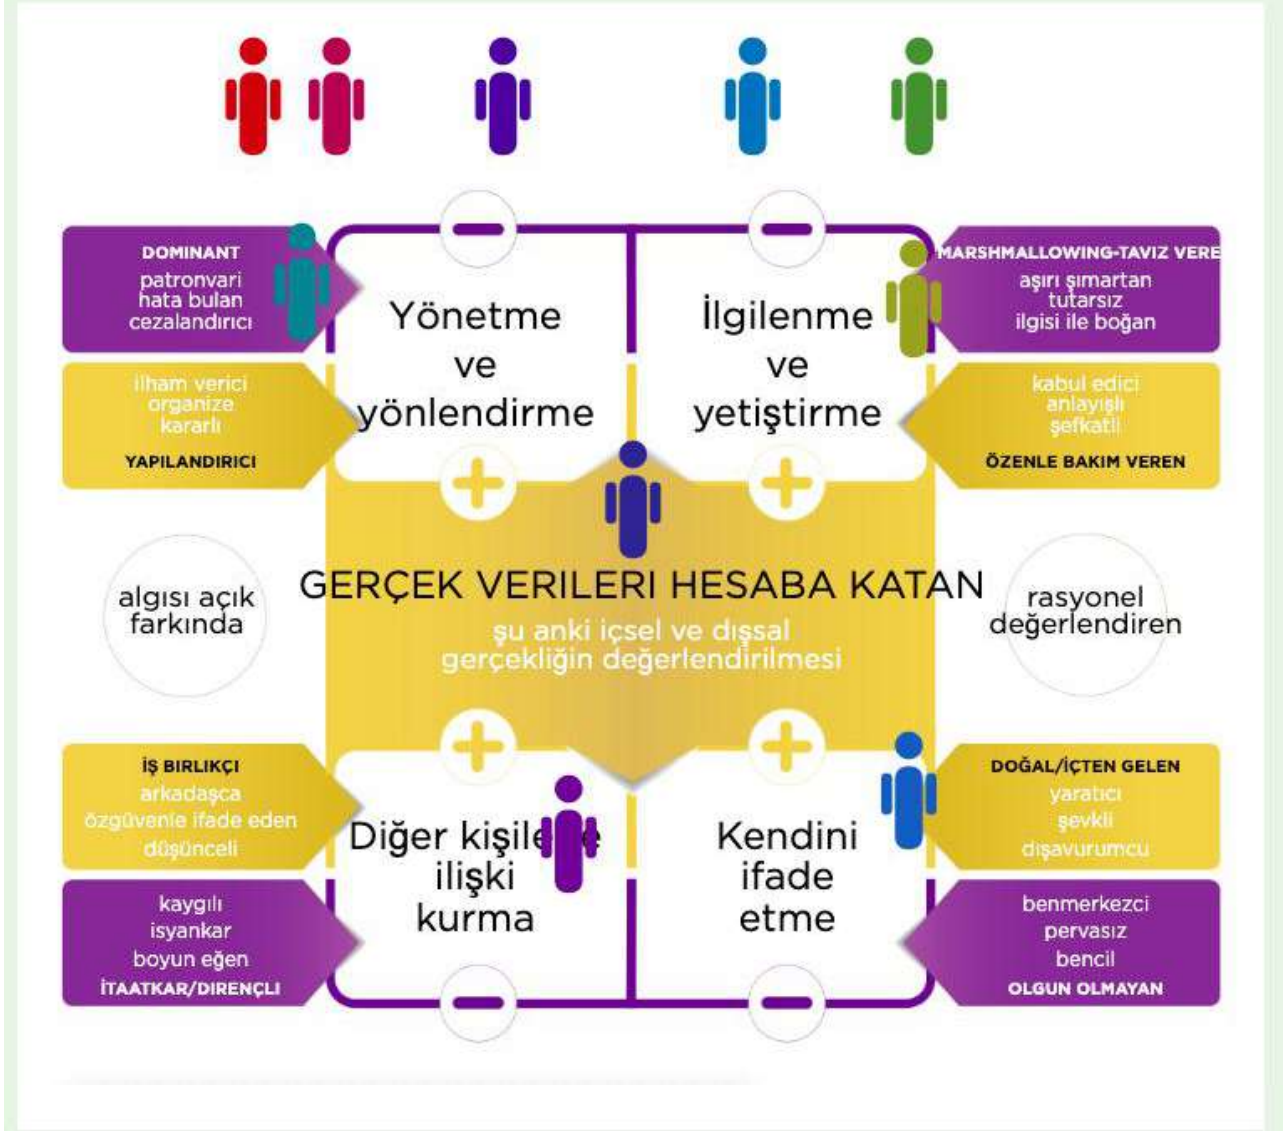 DOMINANT
patronvari
hata bulan
cezalandırıcı
ilham verici
organize
kararlı
YAPILANDIRICI
Yönetme
ve
yönlendirme
İlgilenme
ve
yetiştirme
MARSHMALLOWING-TAVIZ VERE
aşırı şımartan
tutarsız
ilgisi ile boğan
kabul edici
anlayışlı
şefkatli
ÖZENLE BAKIM VEREN
algısı açık
farkında
GERÇEK VERILERI HESABA KATAN
şu anki içsel ve dışsal
gerçekliğin değerlendirilmesi
rasyonel
değerlendiren
İŞ BIRLIKÇI
arkadaşca
özgüvenle ifade eden
düşünceli
kaygılı
isyankar
boyun eğen
İTAATKAR/DIRENÇLI
Diğer
ilişki
kurma
Kendini
ifade
etme
DOĞAL/İÇTEN GELEN
yaratıcı
şevkli
dışavurumcu
benmerkezci
pervasız
bencil
OLGUN OLMAYAN